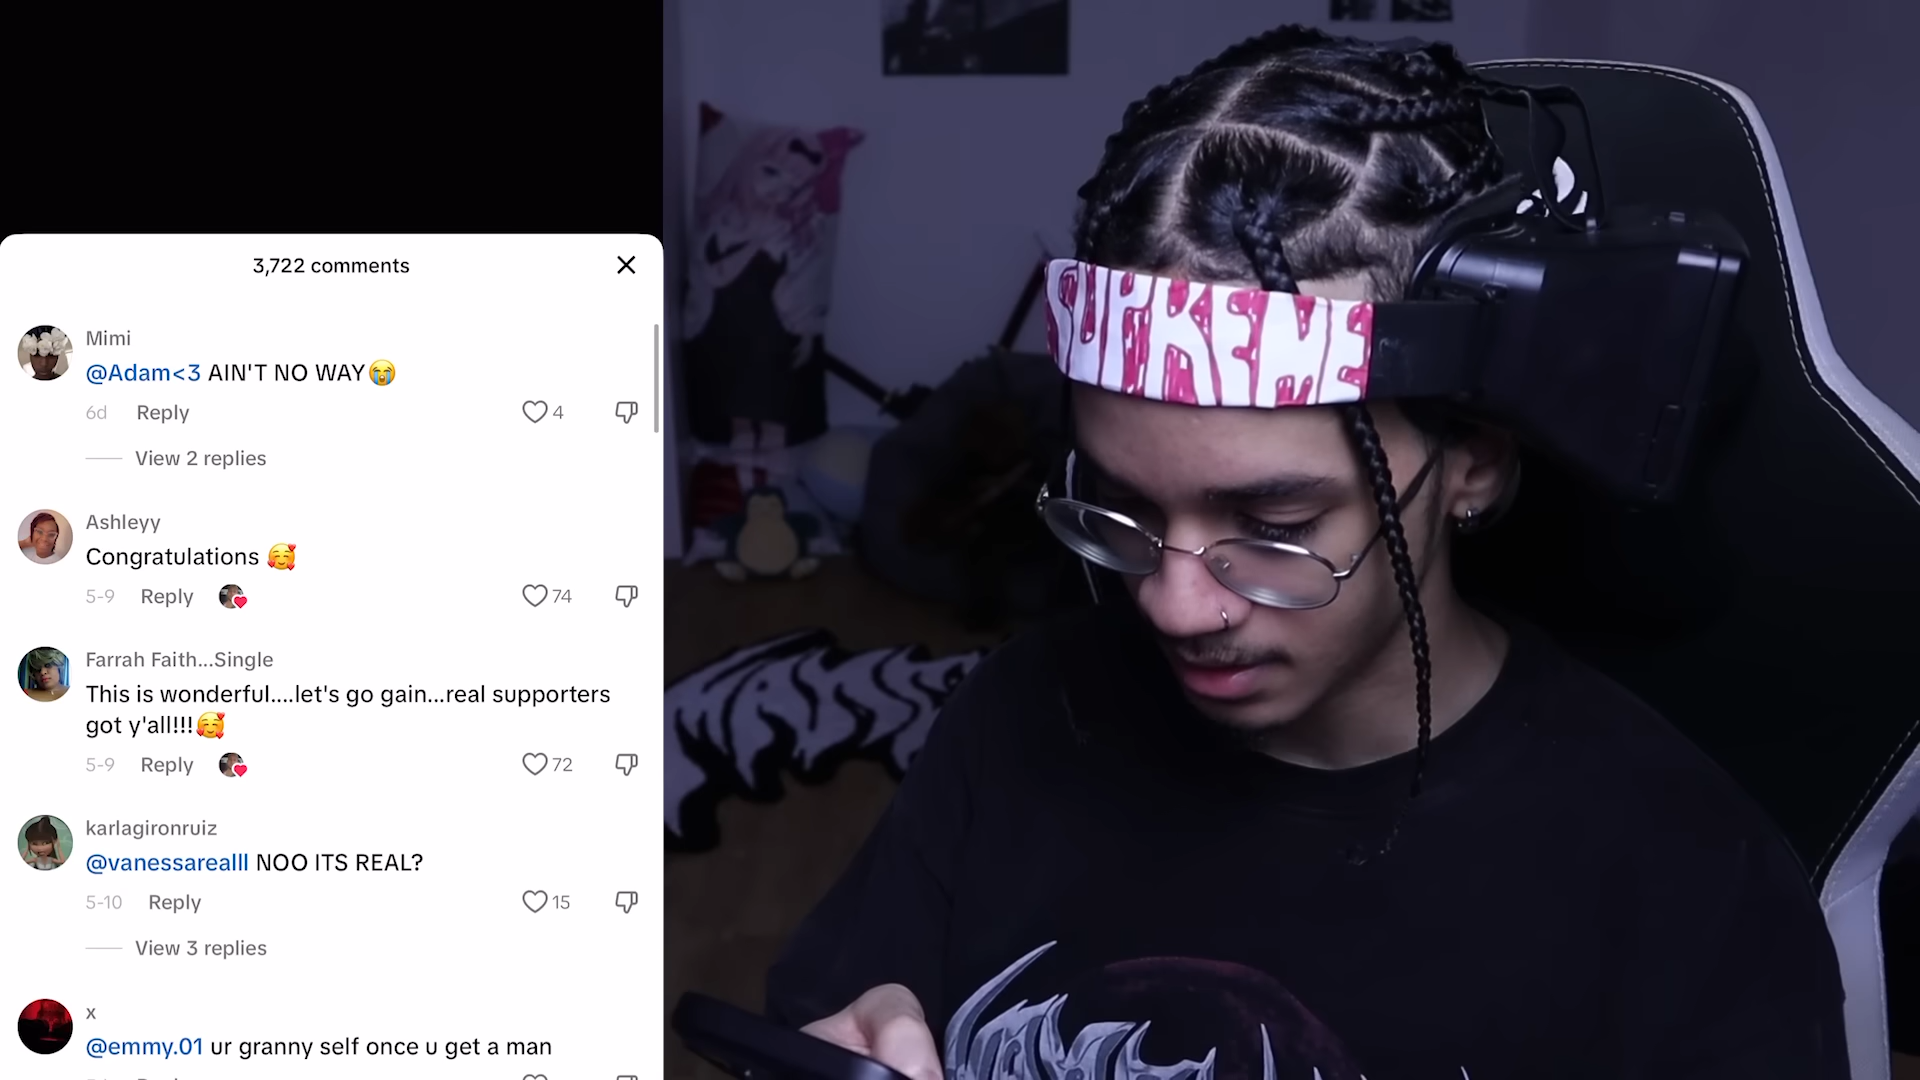 3,722 comments
Mimi
@Adam<3 AIN'T NO WAY😭
6d Reply 4
View 2 replies
Ashleyy
Congratulations 🥰
5-9 Reply 74
Farrah Faith...Single
This is wonderful....let's go gain...real supporters
got y'all!!!🥰
5-9 Reply 72
karlagironruiz
@vanessarealll NOO ITS REAL?
5-10 Reply 15
View 3 replies
x
@emmy.01 ur granny self once u get a man
SUPREME